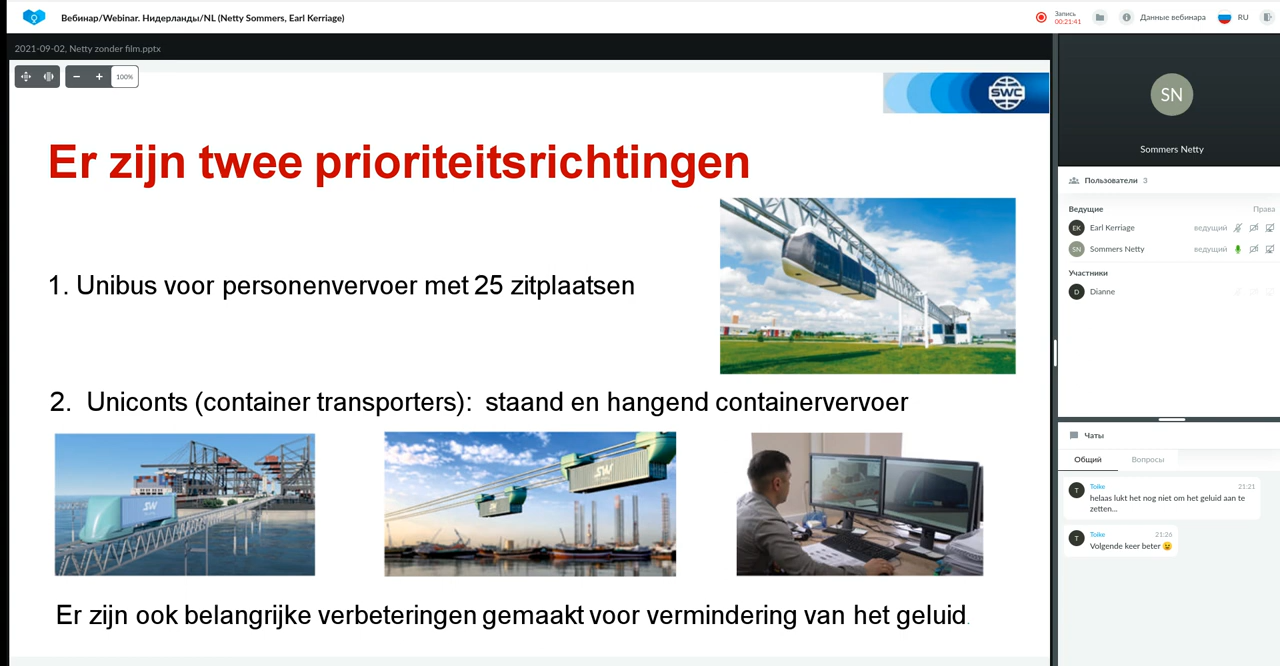 Вебинар/Webinar. Нидерланды/NL (Netty Sommers, Earl Kerriage)
Запись
00:21:41
Данные вебинара
RU
2021-09-02, Netty zonder film.pptx
100%
SWC
SN
Sommers Netty
Er zijn twee prioriteitsrichtingen
1. Unibus voor personenvervoer met 25 zitplaatsen
2. Uniconts (container transporters): staand en hangend containervervoer
SW
SW
Er zijn ook belangrijke verbeteringen gemaakt voor vermindering van het geluid.
Пользователи 3
Ведущие Права
EK Earl Kerriage ведущий
SN Sommers Netty ведущий
Участники
D Dianne
Чаты
Общий Вопросы
T Toike 21:21
helaas lukt het nog niet om het geluid aan te
zetten...
T Toike 21:26
Volgende keer beter 😉